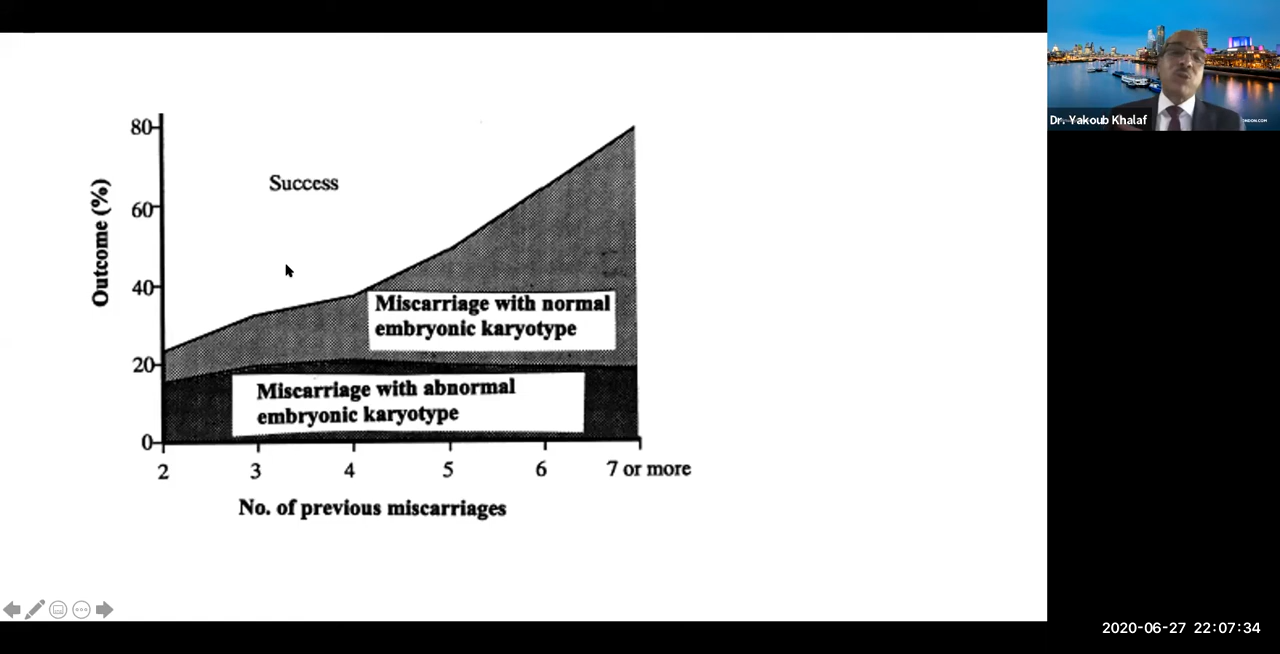 80
60
40
20
0
Outcome (%)
Success
Miscarriage with normal
embryonic karyotype
Miscarriage with abnormal
embryonic karyotype
2 3 4 5 6 7 or more
No. of previous miscarriages
Dr. Yakoub Khalaf
2020-06-27 22:07:34